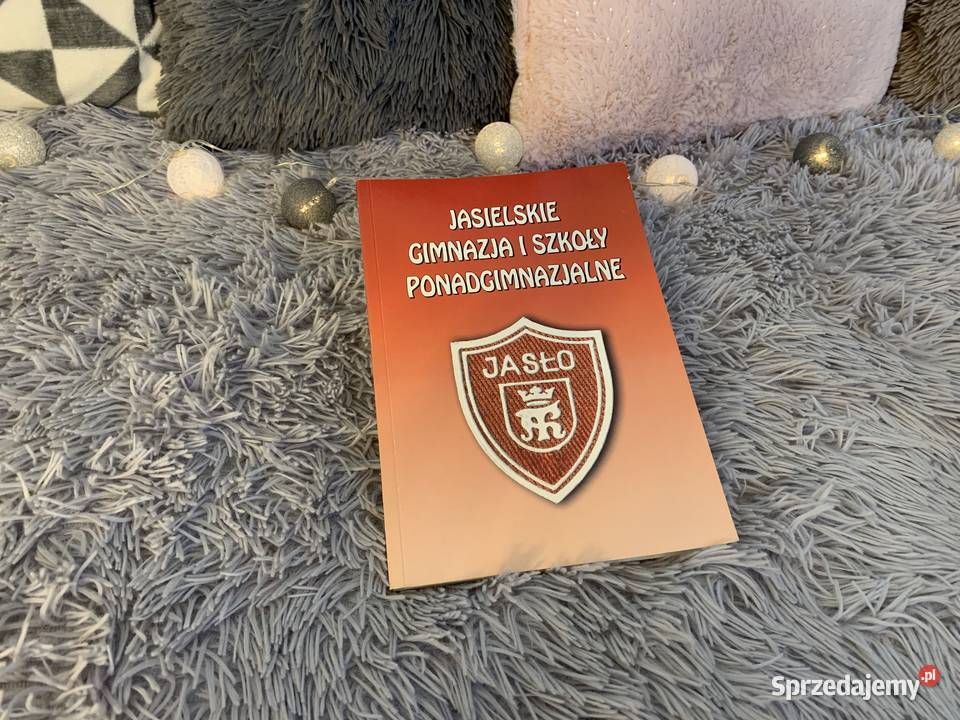 JASIELSKIE
GIMNAZJA I SZKOŁY
PONADGIMNAZJALNE
JASŁO
Sprzedajemy.pl